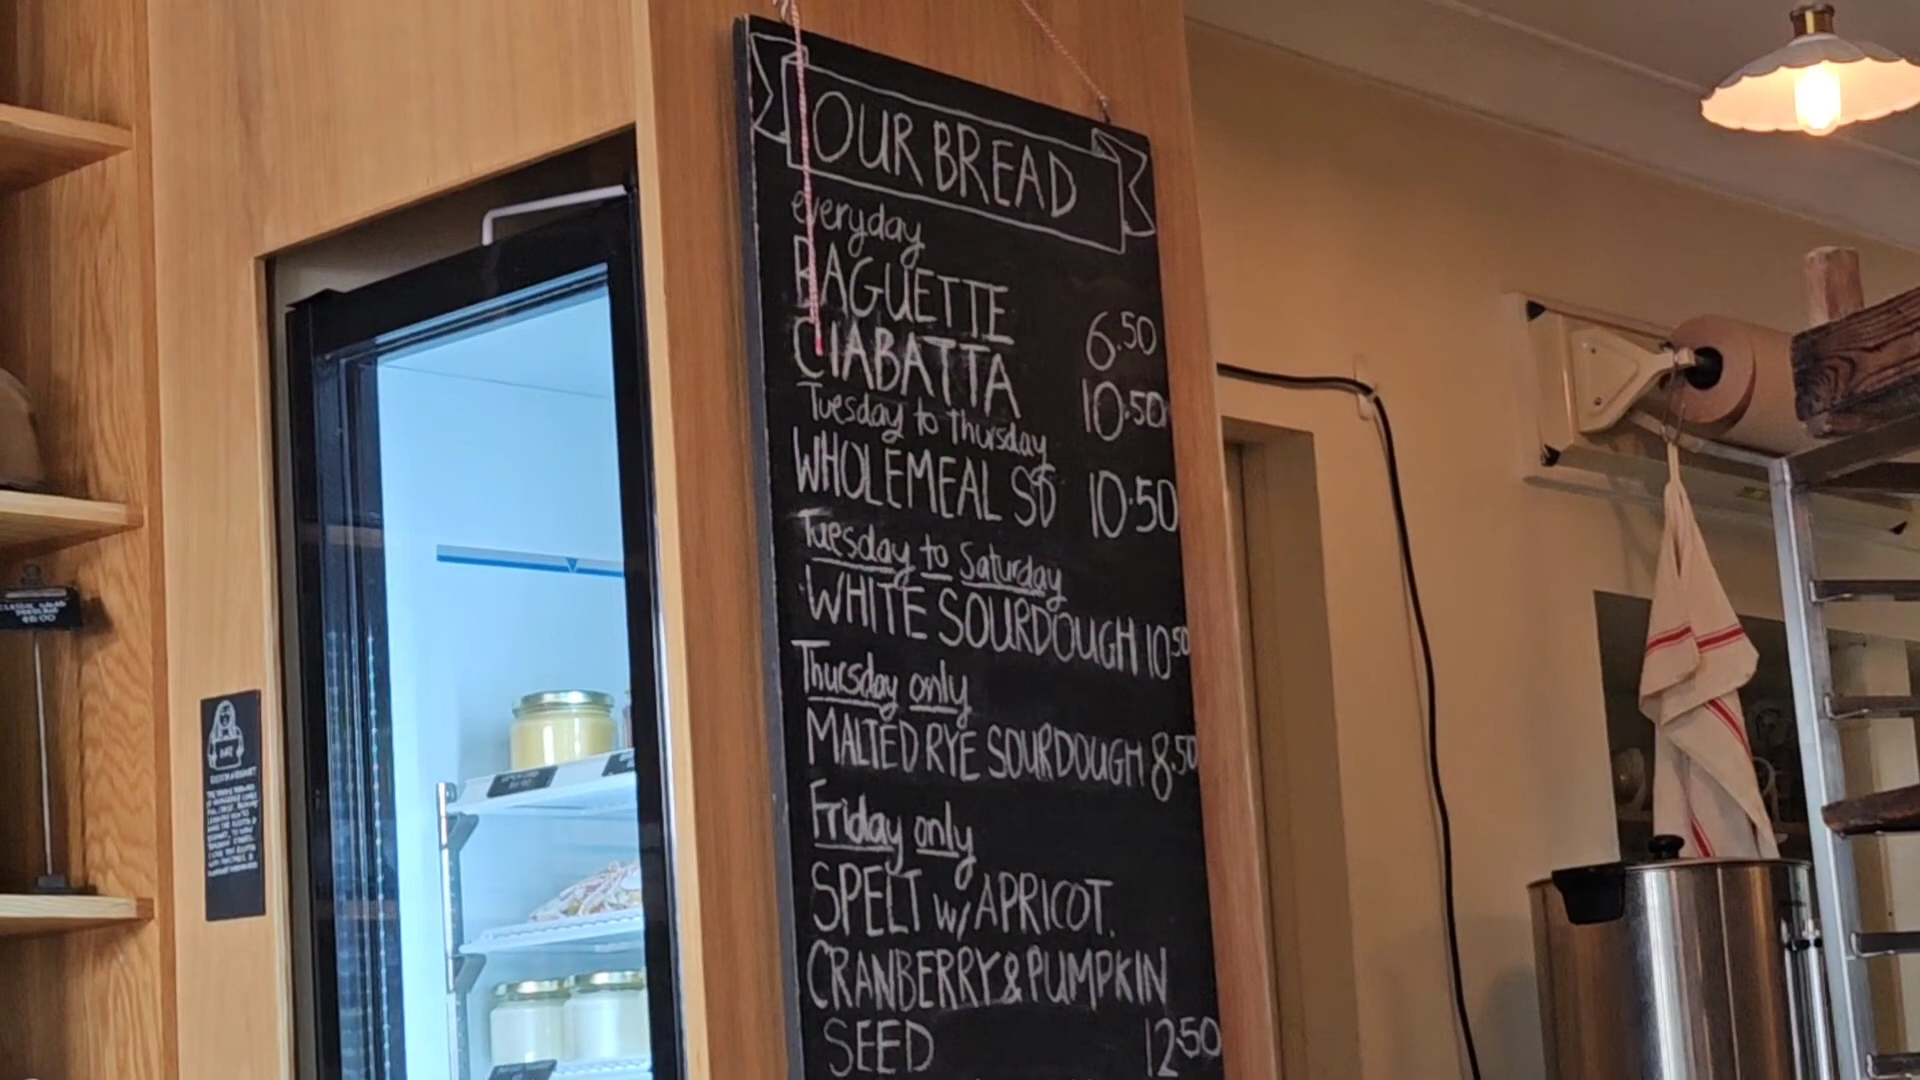 OUR BREAD
everyday
BAGUETTE 6.50
CIABATTA 10.50
Tuesday to Thursday
WHOLEMEAL SD 10.50
Tuesday to Saturday
WHITE SOURDOUGH 10.50
Thursday only
MALTED RYE SOURDOUGH 8.50
Friday only
SPELT w/ APRICOT.
CRANBERRY & PUMPKIN
SEED 12.50